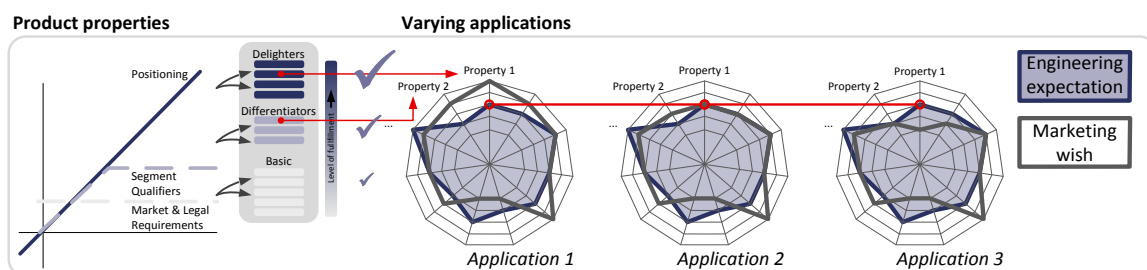 Product properties
Varying applications
Positioning
Segment
Qualifiers
Market & Legal
Requirements
Delighters
Differentiators
Basic
Level of fullfillment
Property 1
Property 2
...
Application 1
Property 1
Property 2
...
Application 2
Property 1
Property 2
...
Application 3
Engineering
expectation
Marketing
wish